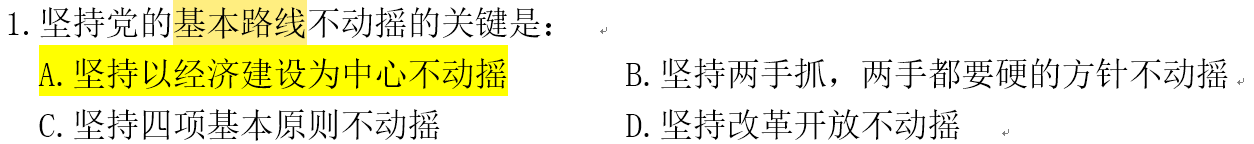 1.坚持党的基本路线不动摇的关键是：
A.坚持以经济建设为中心不动摇 B.坚持两手抓，两手都要硬的方针不动摇
C.坚持四项基本原则不动摇 D.坚持改革开放不动摇